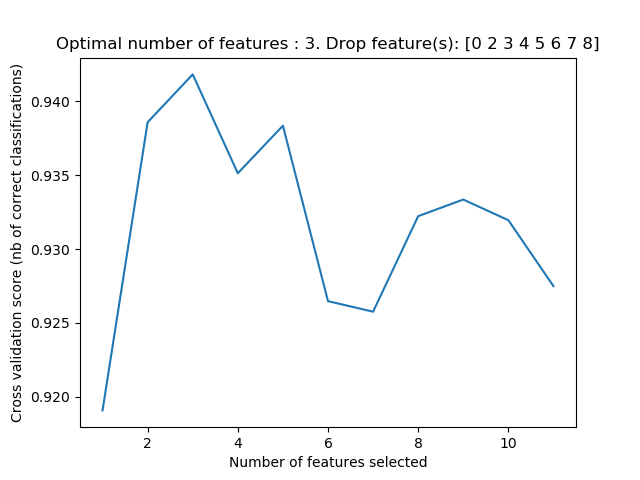 Optimal number of features : 3. Drop feature(s): [0 2 3 4 5 6 7 8]
Cross validation score (nb of correct classifications)
0.940
0.935
0.930
0.925
0.920
2 4 6 8 10
Number of features selected